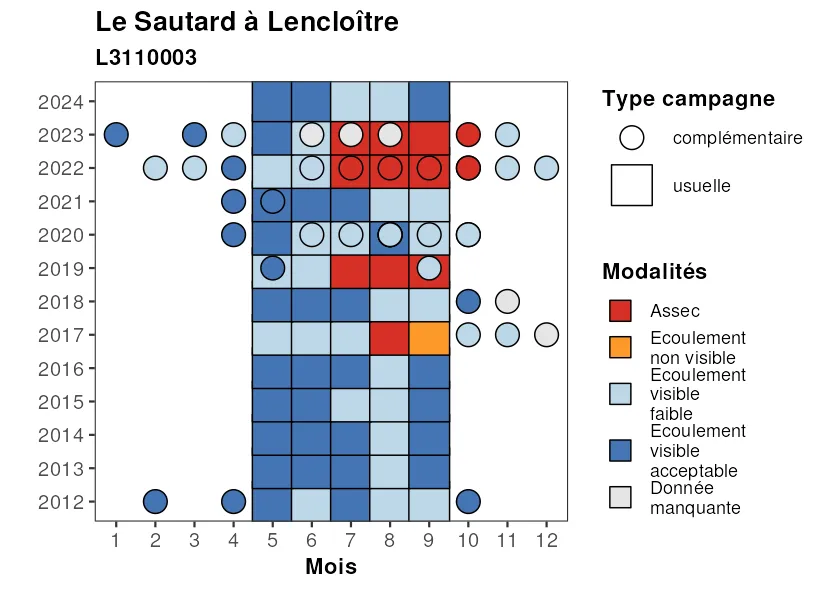 Le Sautard à Lencloître
L3110003
2024
2023
2022
2021
2020
2019
2018
2017
2016
2015
2014
2013
2012
1 2 3 4 5 6 7 8 9 10 11 12
Mois
Type campagne
complémentaire
usuelle
Modalités
Assec
Ecoulement
non visible
Ecoulement
visible
faible
Ecoulement
visible
acceptable
Donnée
manquante